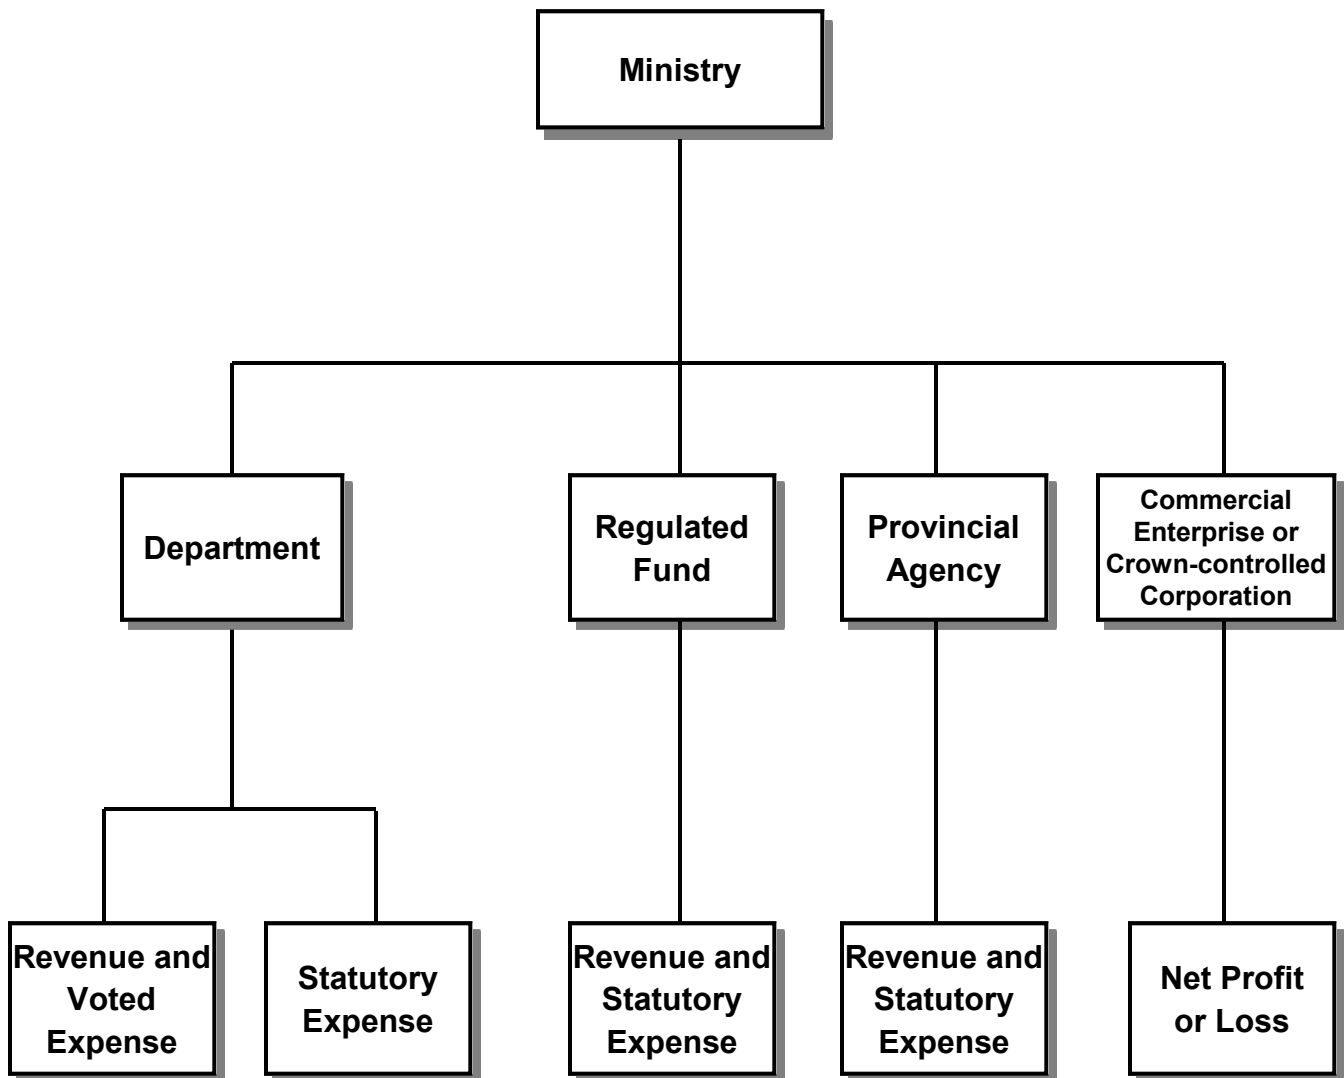 Ministry
Department
Regulated
Fund
Provincial
Agency
Commercial
Enterprise or
Crown-controlled
Corporation
Revenue and
Voted
Expense
Statutory
Expense
Revenue and
Statutory
Expense
Revenue and
Statutory
Expense
Net Profit
or Loss